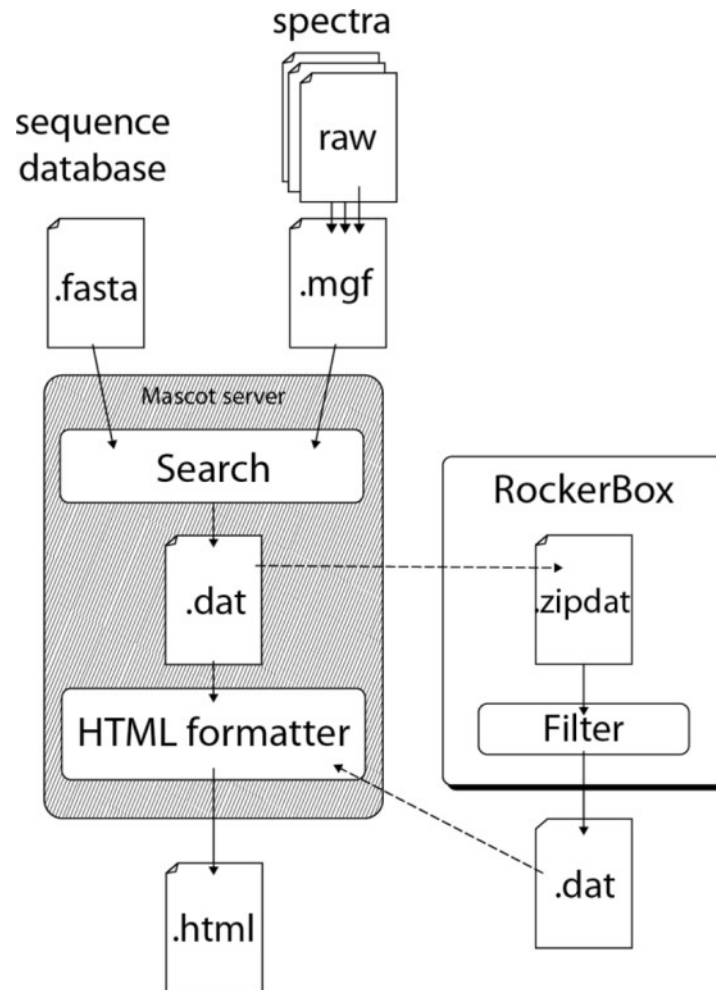 spectra
raw
sequence
database
.fasta
.mgf
Mascot server
Search
RockerBox
.dat
.zipdat
HTML formatter
Filter
.dat
.html